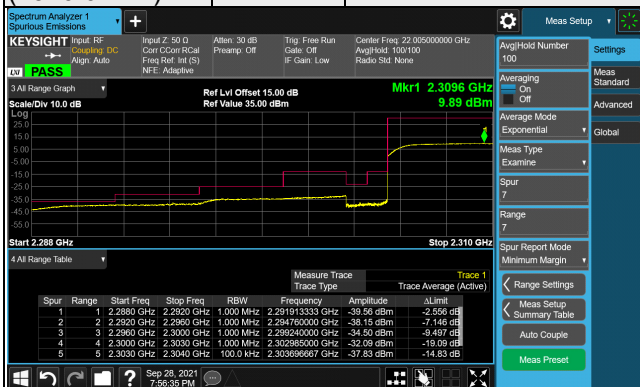 Spectrum Analyzer 1
Spurious Emissions
Meas Setup
KEYSIGHT
Input: RF
Coupling: DC
Align: Auto
Input Z: 50 Ω
Corr CCorr RCal
Freq Ref: Int (S)
NFE: Adaptive
Atten: 30 dB
Preamp: Off
Trig: Free Run
Gate: Off
IF Gain: Low
Center Freq: 22.005000000 GHz
Avg|Hold: 100/100
Radio Std: None
LXI PASS
3 All Range Graph
Scale/Div 10.0 dB
Ref Lvl Offset 15.00 dB
Ref Value 35.00 dBm
Mkr1 2.3096 GHz
9.89 dBm
Log
25.0
15.0
5.00
-5.00
-15.0
-25.0
-35.0
-45.0
-55.0
Start 2.288 GHz
Stop 2.310 GHz
4 All Range Table
Measure Trace Trace 1
Trace Type Trace Average (Active)
Spur Range Start Freq Stop Freq RBW Frequency Amplitude ΔLimit
1 1 2.2880 GHz 2.2920 GHz 1.000 MHz 2.291913333 GHz -39.56 dBm -2.556 dB
2 2 2.2920 GHz 2.2960 GHz 1.000 MHz 2.294760000 GHz -38.15 dBm -7.146 dB
3 3 2.2960 GHz 2.3000 GHz 1.000 MHz 2.299240000 GHz -34.50 dBm -9.497 dB
4 4 2.3000 GHz 2.3030 GHz 1.000 MHz 2.302985000 GHz -32.09 dBm -19.09 dB
5 5 2.3030 GHz 2.3040 GHz 100.0 kHz 2.303696667 GHz -37.83 dBm -14.83 dB
Sep 28, 2021
7:56:35 PM
Avg|Hold Number
100
Averaging
On
Off
Average Mode
Exponential
Meas Type
Examine
Spur
7
Range
7
Spur Report Mode
Minimum Margin
Range Settings
Meas Setup
Summary Table
Auto Couple
Meas Preset
Settings
Meas
Standard
Advanced
Global